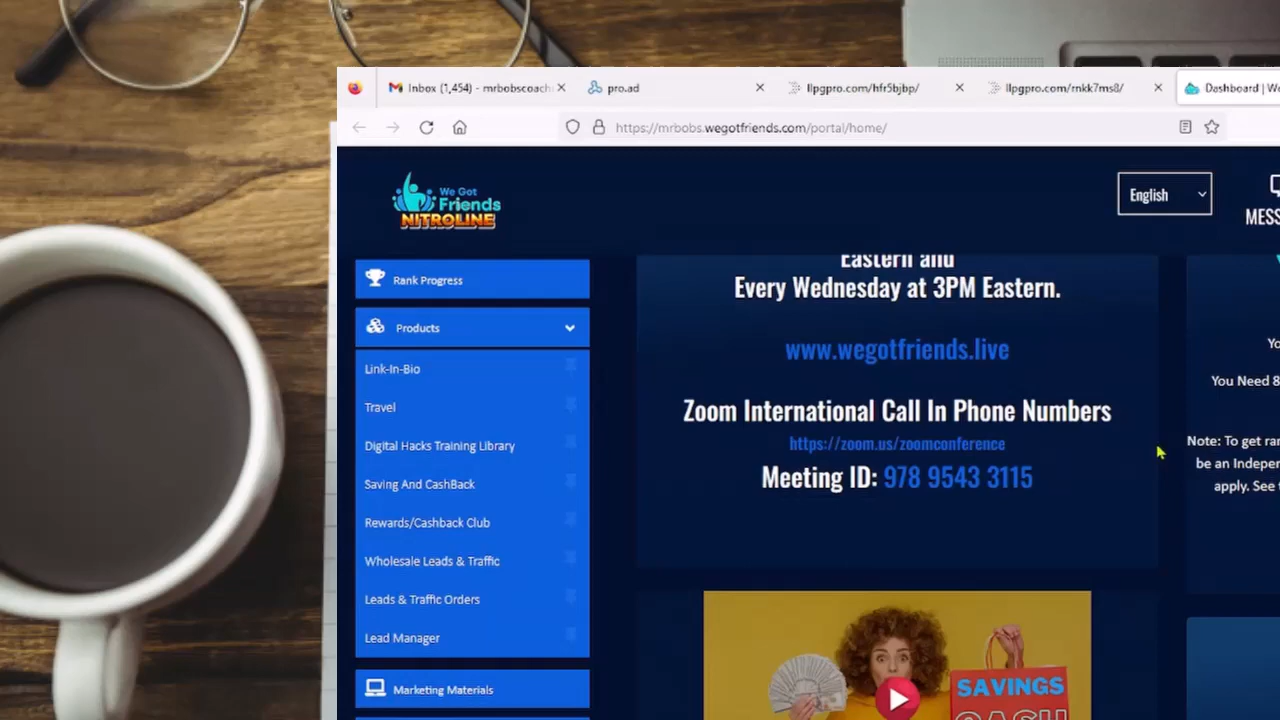 Inbox (1,454) - mrbobscoach
pro.ad
llpgpro.com/hfr5bjbp/
llpgpro.com/rnkk7ms8/
Dashboard | We
https://mrbobs.wegotfriends.com/portal/home/
We Got
Friends
NITROLINE
English
MESS
Rank Progress
Products
Link-In-Bio
Travel
Digital Hacks Training Library
Saving And CashBack
Rewards/Cashback Club
Wholesale Leads & Traffic
Leads & Traffic Orders
Lead Manager
Marketing Materials
Eastern and
Every Wednesday at 3PM Eastern.
www.wegotfriends.live
Zoom International Call In Phone Numbers
https://zoom.us/zoomconference
Meeting ID: 978 9543 3115
SAVINGS
CASH
Yo
You Need 8
Note: To get ran
be an Indepen
apply. See t